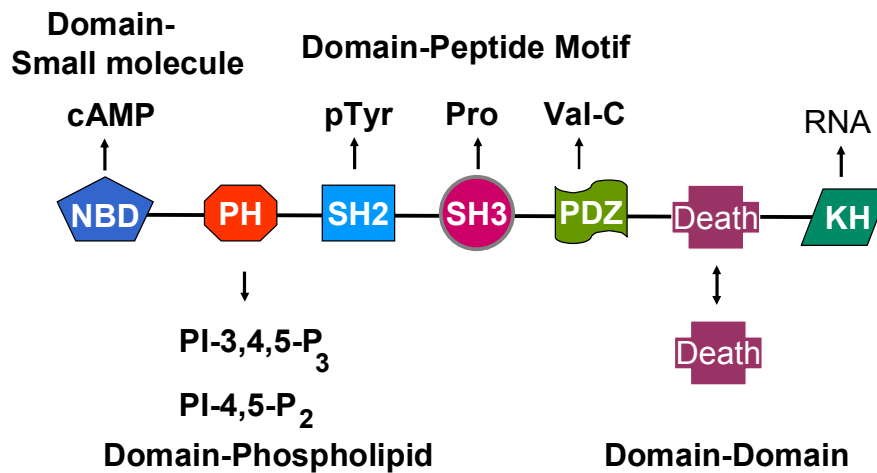 Domain-
Small molecule
Domain-Peptide Motif
cAMP
pTyr
Pro
Val-C
RNA
NBD
PH
SH2
SH3
PDZ
Death
KH
PI-3,4,5-P3
Death
PI-4,5-P2
Domain-Phospholipid
Domain-Domain